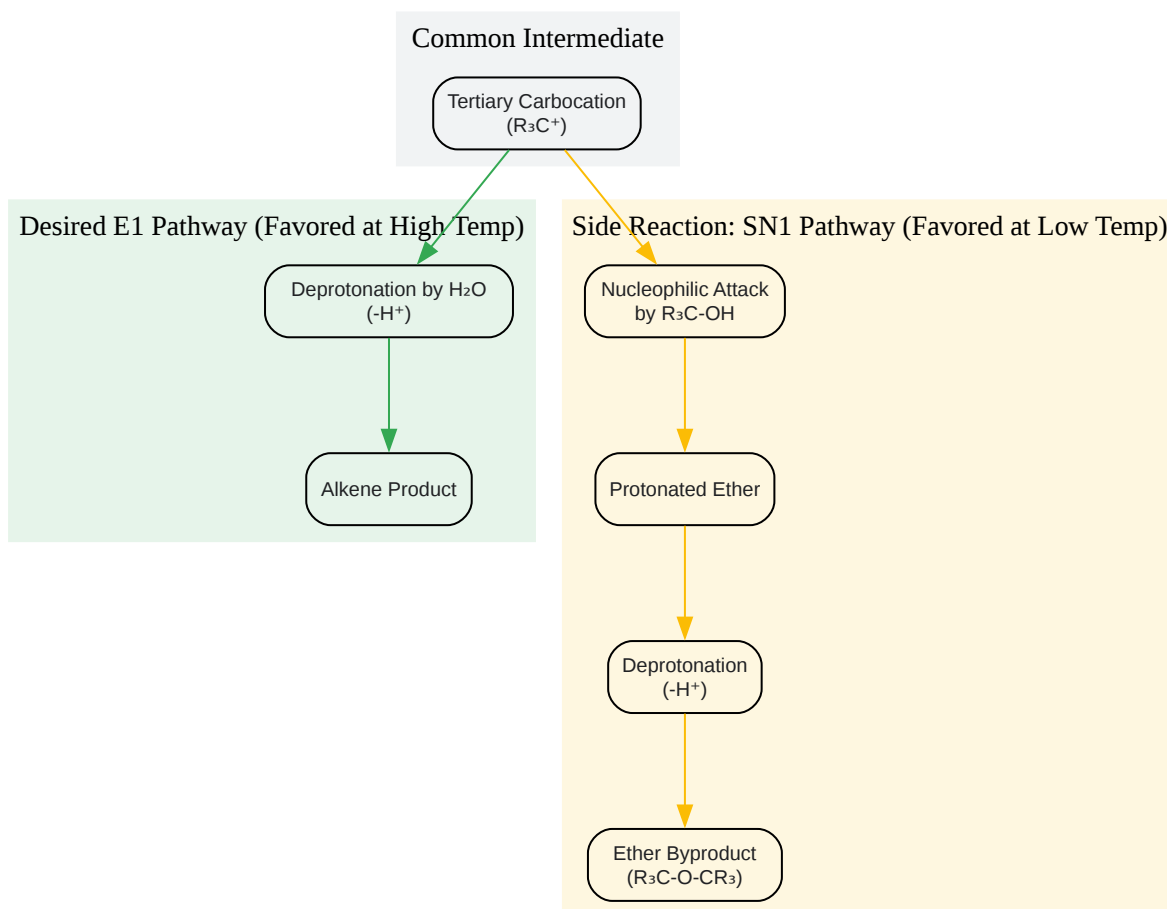 Common Intermediate
Tertiary Carbocation
(R₃C⁺)
Desired E1 Pathway (Favored at High Temp)
Deprotonation by H₂O
(-H⁺)
Alkene Product
Side Reaction: SN1 Pathway (Favored at Low Temp)
Nucleophilic Attack
by R₃C-OH
Protonated Ether
Deprotonation
(-H⁺)
Ether Byproduct
(R₃C-O-CR₃)